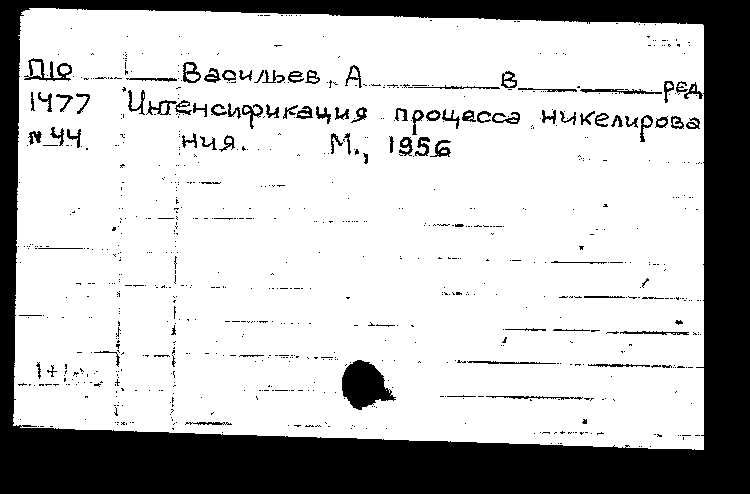 П10 Васильев, А В ред
1477 Интенсификация процесса никелирова
№44 ния. М., 1956